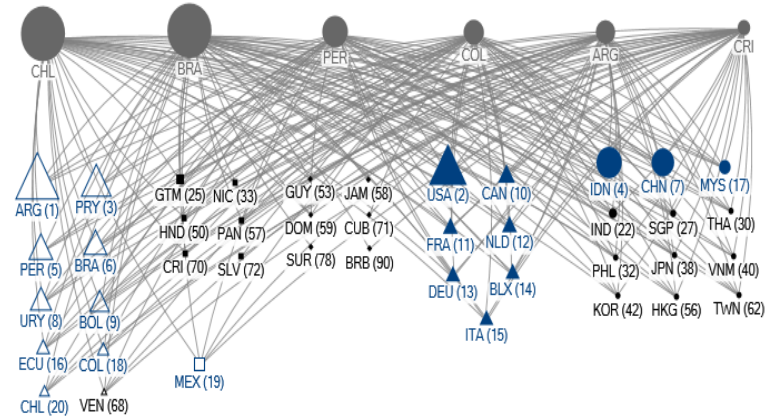 CHL
BRA
PER
COL
ARG
CRI
ARG (1)
PRY (3)
GTM (25)
NIC (33)
GUY (53)
JAM (58)
USA (2)
CAN (10)
IDN (4)
CHN (7)
MYS (17)
HND (50)
PAN (57)
DOM (59)
CUB (71)
FRA (11)
NLD (12)
IND (22)
SGP (27)
THA (30)
PER (5)
BRA (6)
CRI (70)
SLV (72)
SUR (78)
BRB (90)
DEU (13)
BLX (14)
PHL (32)
JPN (38)
VNM (40)
URY (8)
BOL (9)
ITA (15)
KOR (42)
HKG (56)
TWN (62)
ECU (16)
COL (18)
MEX (19)
CHL (20)
VEN (68)